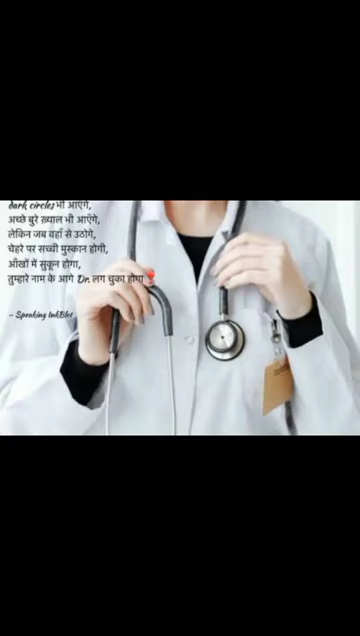 dark circles भी आएंगे,
अच्छे बुरे ख़्याल भी आएँगे,
लेकिन जब वहाँ से उठोगे,
चेहरे पर सच्ची मुस्कान होगी,
आँखों में सुकून होगा,
तुम्हारे नाम के आगे Dr. लग चुका होगा
- Speaking InkBlot